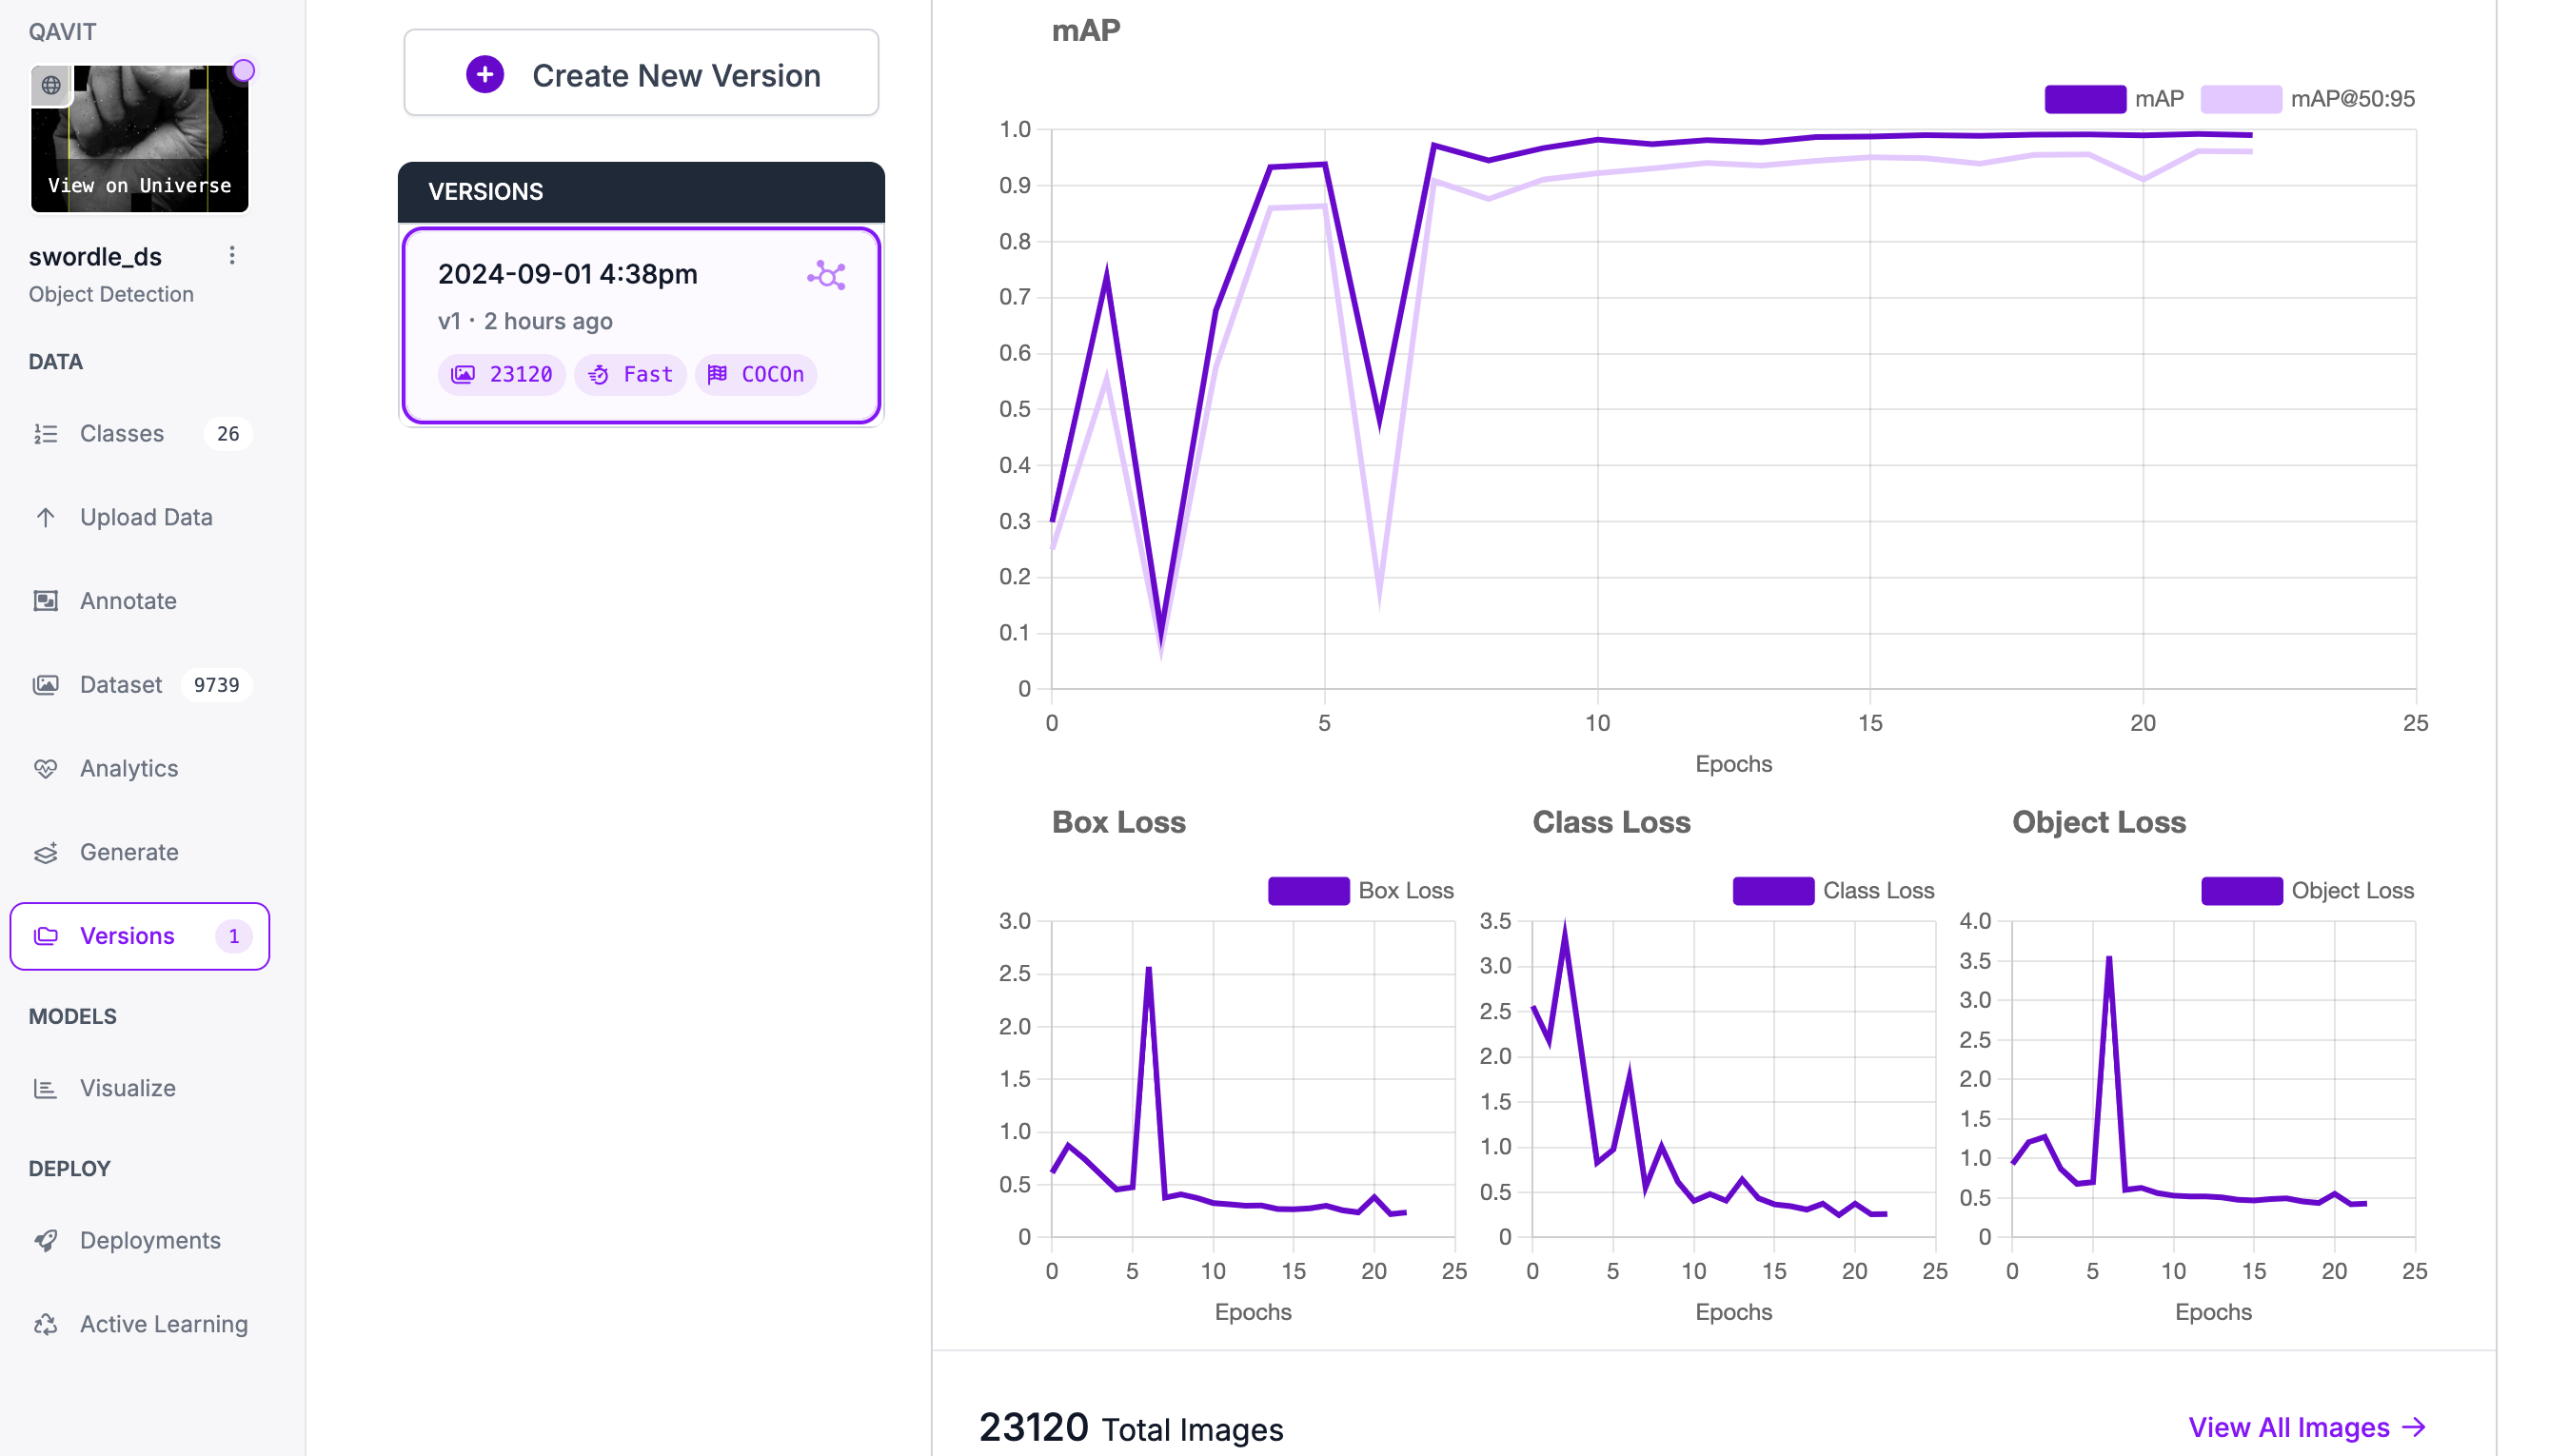 QAVIT
View on Universe
swordle_ds
Object Detection
DATA
Classes 26
Upload Data
Annotate
Dataset 9739
Analytics
Generate
Versions 1
MODELS
Visualize
DEPLOY
Deployments
Active Learning
Create New Version
VERSIONS
2024-09-01 4:38pm
v1 · 2 hours ago
23120 Fast COCOn
mAP
mAP mAP@50:95
1.0
0.9
0.8
0.7
0.6
0.5
0.4
0.3
0.2
0.1
0
0 5 10 15 20 25
Epochs
Box Loss
Box Loss
3.0
2.5
2.0
1.5
1.0
0.5
0
0 5 10 15 20 25
Epochs
Class Loss
Class Loss
3.5
3.0
2.5
2.0
1.5
1.0
0.5
0
0 5 10 15 20 25
Epochs
Object Loss
Object Loss
4.0
3.5
3.0
2.5
2.0
1.5
1.0
0.5
0
0 5 10 15 20 25
Epochs
23120 Total Images
View All Images →